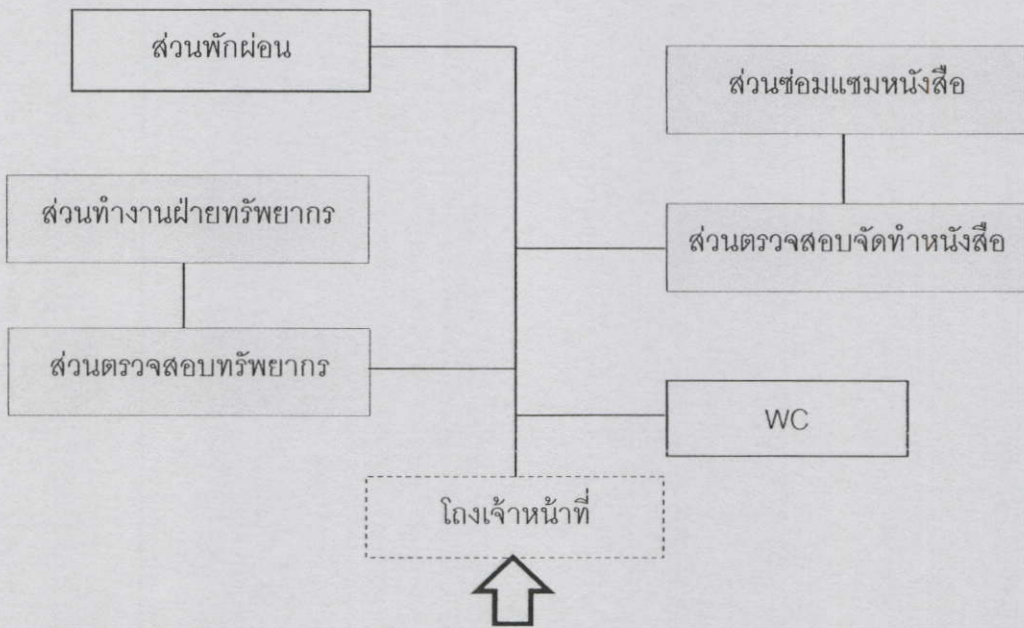 ส่วนพักผ่อน
ส่วนซ่อมแซมหนังสือ
ส่วนทำงานฝ่ายทรัพยากร
ส่วนตรวจสอบจัดทำหนังสือ
ส่วนตรวจสอบทรัพยากร
WC
โถงเจ้าหน้าที่